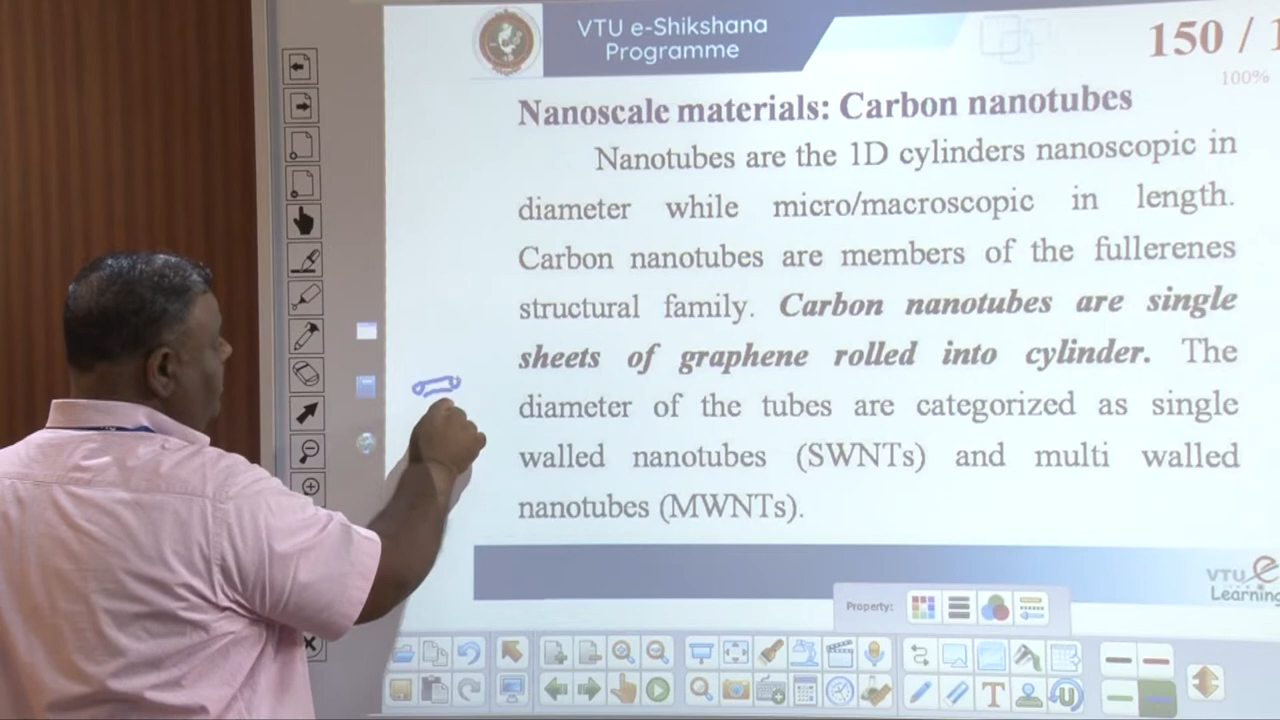 VTU e-Shikshana
Programme
150 / 1
100%
Nanoscale materials: Carbon nanotubes
Nanotubes are the 1D cylinders nanoscopic in
diameter while micro/macroscopic in length.
Carbon nanotubes are members of the fullerenes
structural family. Carbon nanotubes are single
sheets of graphene rolled into cylinder. The
diameter of the tubes are categorized as single
walled nanotubes (SWNTs) and multi walled
nanotubes (MWNTs).
VTU e
Learning
Property: